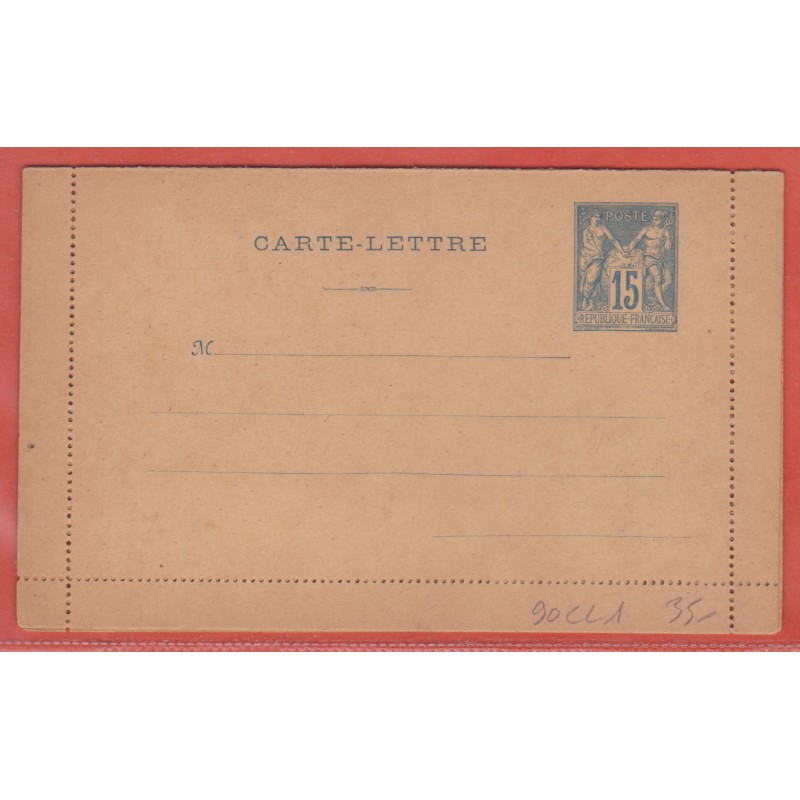 POSTE
CARTE-LETTRE
15
REPUBLIQUE·FRANÇAISE
M
90CL1 35-